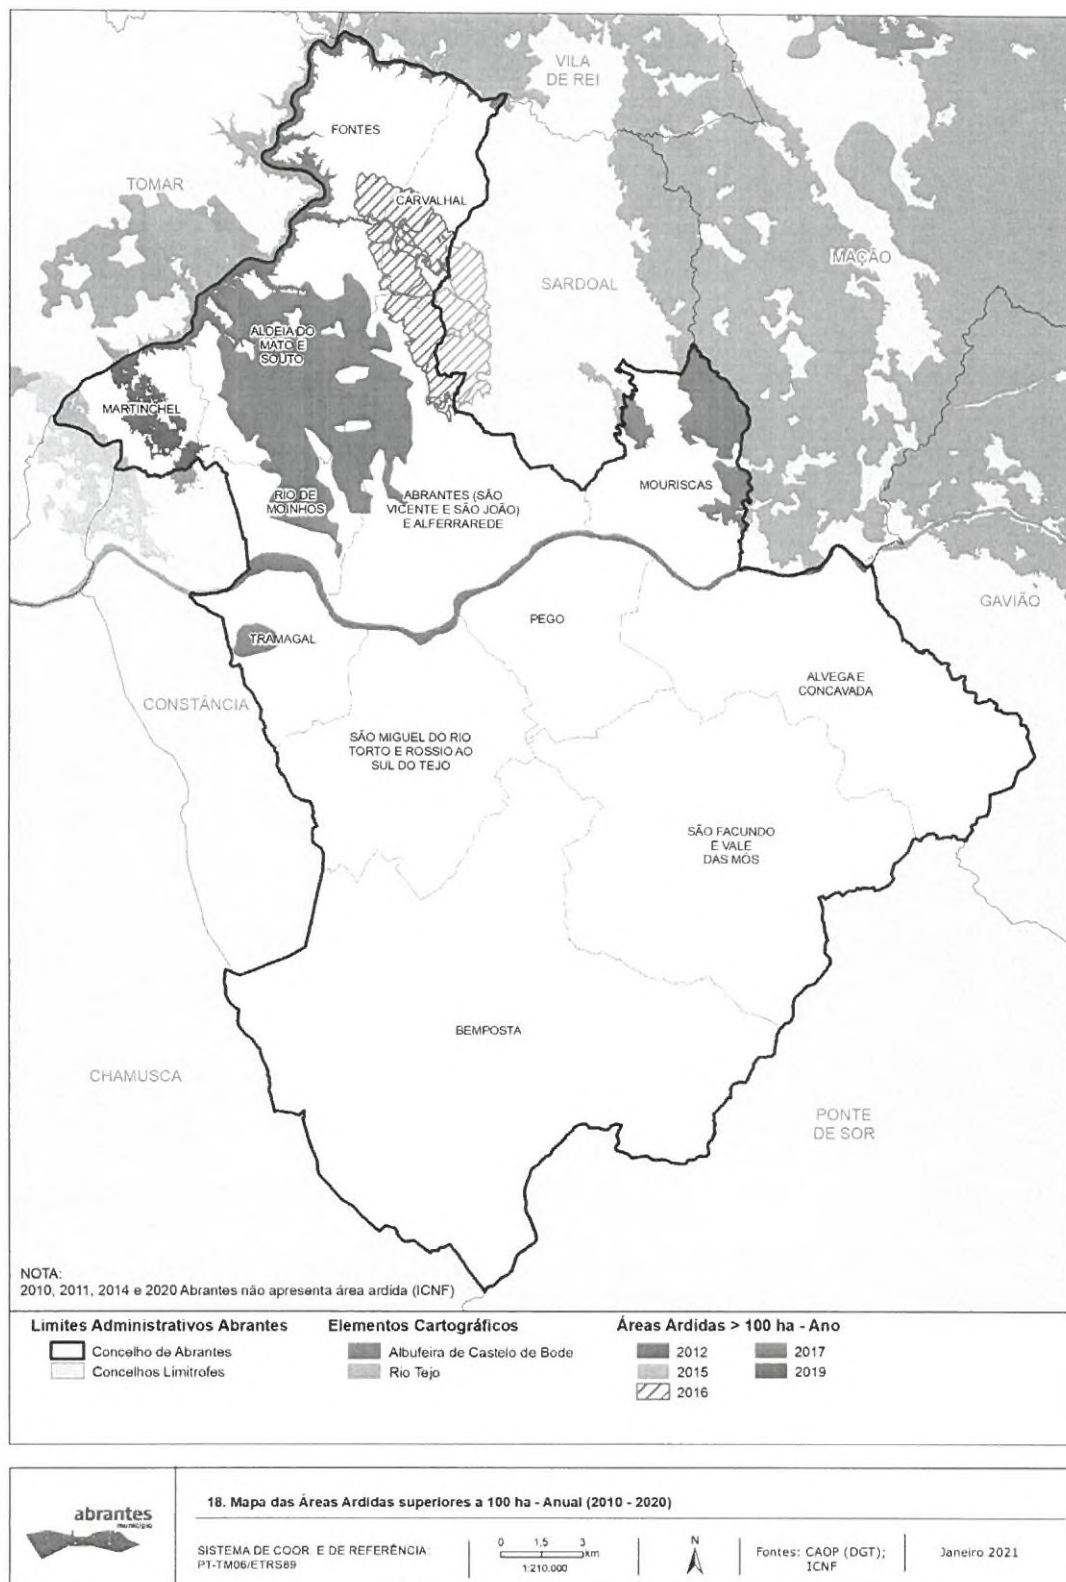 VILA
DE REI
FONTES
TOMAR
CARVALHAL
MAÇÃO
SARDOAL
ALDEIA DO
MATO E
SOUTO
MARTINCHEL
MOURISCAS
RIO DE
MOINHOS
ABRANTES (SÃO
VICENTE E SÃO JOÃO)
E ALFERRAREDE
GAVIÃO
PEGO
TRAMAGAL
ALVEGA E
CONCAVADA
CONSTÂNCIA
SÃO MIGUEL DO RIO
TORTO E ROSSIO AO
SUL DO TEJO
SÃO FACUNDO
E VALE
DAS MÓS
BEMPOSTA
CHAMUSCA
PONTE
DE SOR
NOTA:
2010, 2011, 2014 e 2020 Abrantes não apresenta área ardida (ICNF)
Limites Administrativos Abrantes
Concelho de Abrantes
Concelhos Limítrofes
Elementos Cartográficos
Albufeira de Castelo de Bode
Rio Tejo
Áreas Ardidas > 100 ha - Ano
2012
2015
2016
2017
2019
abrantes
município
18. Mapa das Áreas Ardidas superiores a 100 ha - Anual (2010 - 2020)
SISTEMA DE COOR E DE REFERÊNCIA:
PT-TM06/ETRS89
0 1,5 3
km
1:210.000
N
Fontes: CAOP (DGT);
ICNF
Janeiro 2021